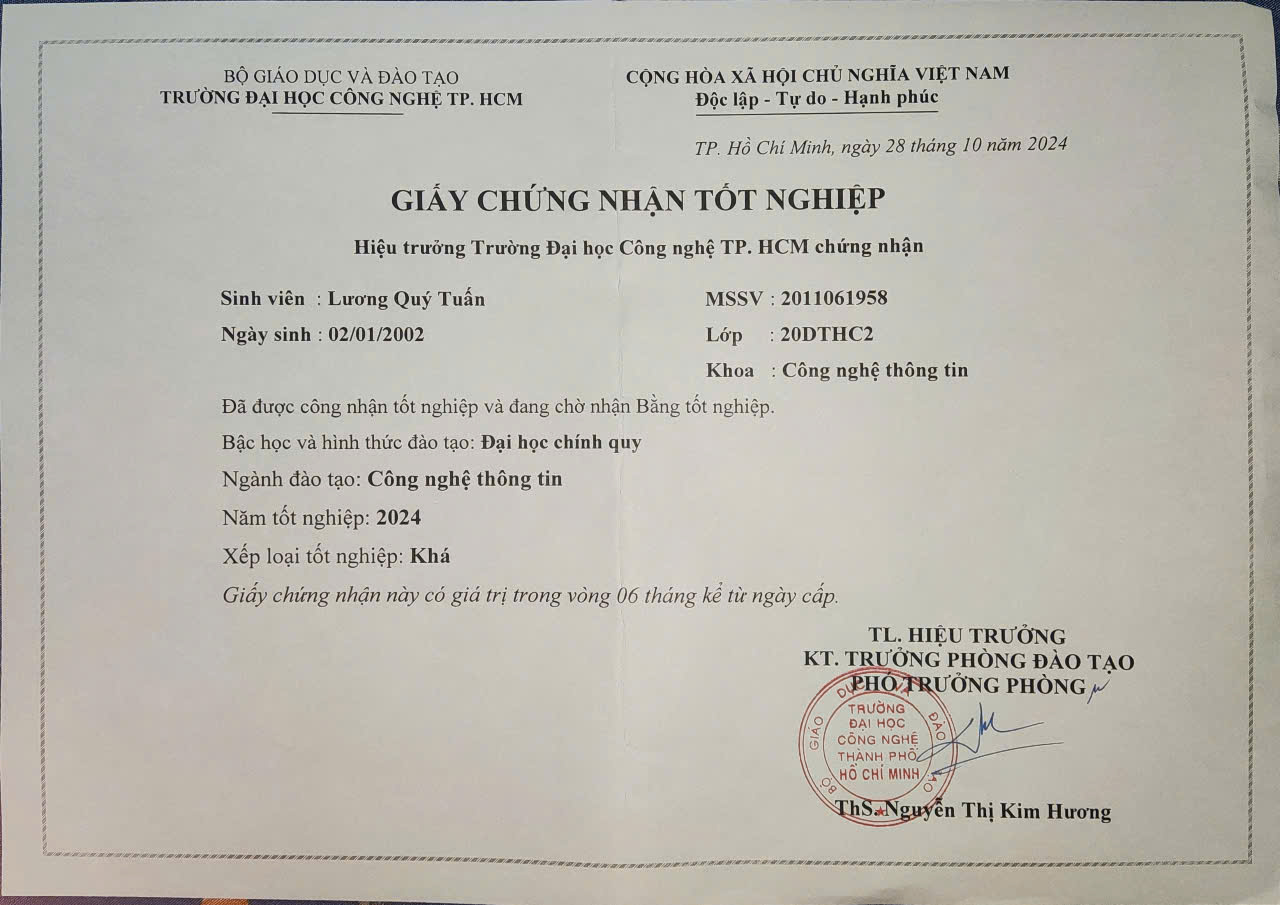 BỘ GIÁO DỤC VÀ ĐÀO TẠO
TRƯỜNG ĐẠI HỌC CÔNG NGHỆ TP. HCM
CỘNG HÒA XÃ HỘI CHỦ NGHĨA VIỆT NAM
Độc lập - Tự do - Hạnh phúc
TP. Hồ Chí Minh, ngày 28 tháng 10 năm 2024
GIẤY CHỨNG NHẬN TỐT NGHIỆP
Hiệu trưởng Trường Đại học Công nghệ TP. HCM chứng nhận
Sinh viên : Lương Quý Tuấn
MSSV : 2011061958
Ngày sinh : 02/01/2002
Lớp : 20DTHC2
Khoa : Công nghệ thông tin
Đã được công nhận tốt nghiệp và đang chờ nhận Bằng tốt nghiệp.
Bậc học và hình thức đào tạo: Đại học chính quy
Ngành đào tạo: Công nghệ thông tin
Năm tốt nghiệp: 2024
Xếp loại tốt nghiệp: Khá
Giấy chứng nhận này có giá trị trong vòng 06 tháng kể từ ngày cấp.
TL. HIỆU TRƯỞNG
KT. TRƯỞNG PHÒNG ĐÀO TẠO
PHÓ TRƯỞNG PHÒNG
BỘ GIÁO DỤC VÀ ĐÀO TẠO
TRƯỜNG
ĐẠI HỌC
CÔNG NGHỆ
THÀNH PHỐ
HỒ CHÍ MINH
ThS. Nguyễn Thị Kim Hương